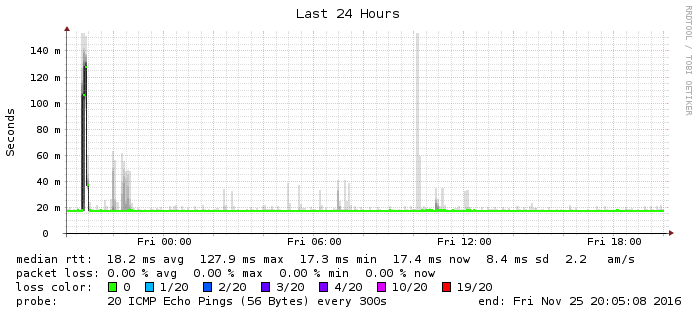 Last 24 Hours
RRDTOOL / TOBI OETIKER
Seconds
140 m
120 m
100 m
80 m
60 m
40 m
20 m
0
Fri 00:00 Fri 06:00 Fri 12:00 Fri 18:00
median rtt: 18.2 ms avg 127.9 ms max 17.3 ms min 17.4 ms now 8.4 ms sd 2.2 am/s
packet loss: 0.00 % avg 0.00 % max 0.00 % min 0.00 % now
loss color: 0 1/20 2/20 3/20 4/20 10/20 19/20
probe: 20 ICMP Echo Pings (56 Bytes) every 300s end: Fri Nov 25 20:05:08 2016